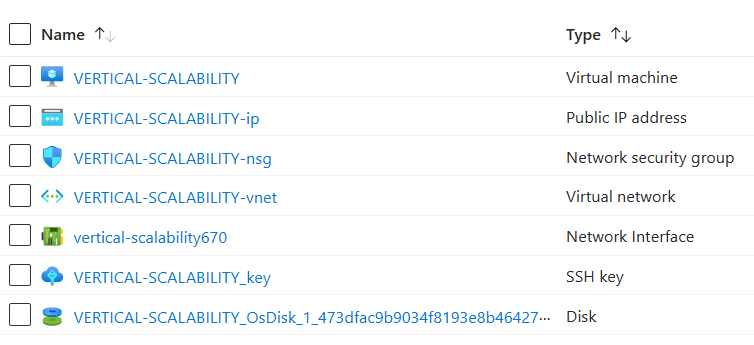 Name ↑↓ Type ↑↓
VERTICAL-SCALABILITY Virtual machine
VERTICAL-SCALABILITY-ip Public IP address
VERTICAL-SCALABILITY-nsg Network security group
VERTICAL-SCALABILITY-vnet Virtual network
vertical-scalability670 Network Interface
VERTICAL-SCALABILITY_key SSH key
VERTICAL-SCALABILITY_OsDisk_1_473dfac9b9034f8193e8b46427··· Disk